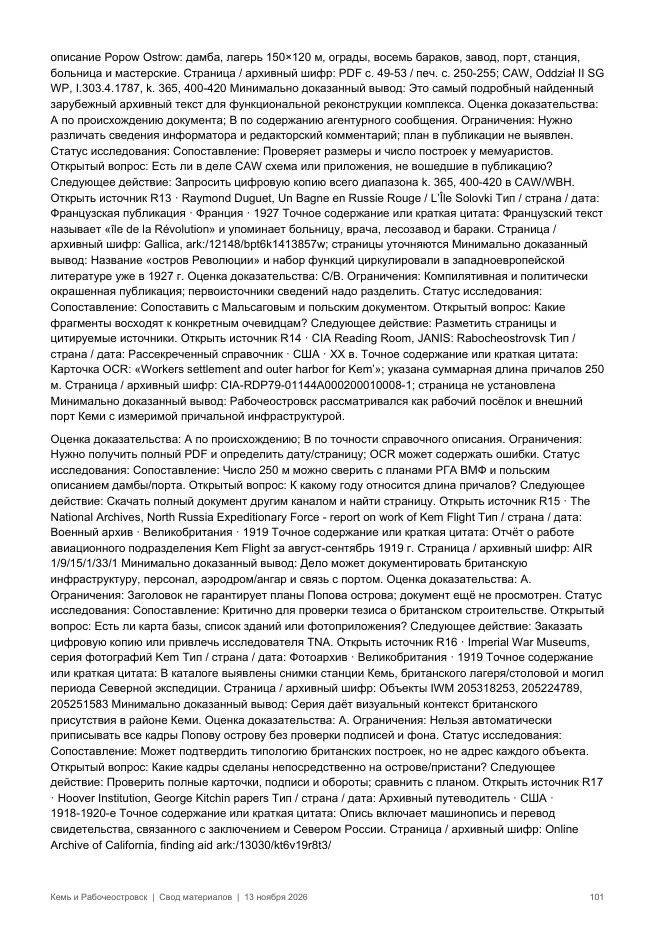 описание Popow Ostrow: дамба, лагерь 150×120 м, ограды, восемь бараков, завод, порт, станция,
больница и мастерские. Страница / архивный шифр: PDF с. 49-53 / печ. с. 250-255; CAW, Oddział II SG
WP, I.303.4.1787, k. 365, 400-420 Минимально доказанный вывод: Это самый подробный найденный
зарубежный архивный текст для функциональной реконструкции комплекса. Оценка доказательства:
A по происхождению документа; B по содержанию агентурного сообщения. Ограничения: Нужно
различать сведения информатора и редакторский комментарий; план в публикации не выявлен.
Статус исследования: Сопоставление: Проверяет размеры и число построек у мемуаристов.
Открытый вопрос: Есть ли в деле CAW схема или приложения, не вошедшие в публикацию?
Следующее действие: Запросить цифровую копию всего диапазона k. 365, 400-420 в CAW/WBH.
Открыть источник R13 · Raymond Duguet, Un Bagne en Russie Rouge / L’Île Solovki Тип / страна / дата:
Французская публикация · Франция · 1927 Точное содержание или краткая цитата: Французский текст
называет «île de la Révolution» и упоминает больницу, врача, лесозавод и бараки. Страница /
архивный шифр: Gallica, ark:/12148/bpt6k1413857w; страницы уточняются Минимально доказанный
вывод: Название «остров Революции» и набор функций циркулировали в западноевропейской
литературе уже в 1927 г. Оценка доказательства: C/B. Ограничения: Компилятивная и политически
окрашенная публикация; первоисточники сведений надо разделить. Статус исследования:
Сопоставление: Сопоставить с Мальсаговым и польским документом. Открытый вопрос: Какие
фрагменты восходят к конкретным очевидцам? Следующее действие: Разметить страницы и
цитируемые источники. Открыть источник R14 · CIA Reading Room, JANIS: Rabocheostrovsk Тип /
страна / дата: Рассекреченный справочник · США · XX в. Точное содержание или краткая цитата:
Карточка OCR: «Workers settlement and outer harbor for Kem’»; указана суммарная длина причалов 250
м. Страница / архивный шифр: CIA-RDP79-01144A000200010008-1; страница не установлена
Минимально доказанный вывод: Рабочеостровск рассматривался как рабочий посёлок и внешний
порт Кеми с измеримой причальной инфраструктурой.
Оценка доказательства: A по происхождению; B по точности справочного описания. Ограничения:
Нужно получить полный PDF и определить дату/страницу; OCR может содержать ошибки. Статус
исследования: Сопоставление: Число 250 м можно сверить с планами РГА ВМФ и польским
описанием дамбы/порта. Открытый вопрос: К какому году относится длина причалов? Следующее
действие: Скачать полный документ другим каналом и найти страницу. Открыть источник R15 · The
National Archives, North Russia Expeditionary Force - report on work of Kem Flight Тип / страна / дата:
Военный архив · Великобритания · 1919 Точное содержание или краткая цитата: Отчёт о работе
авиационного подразделения Kem Flight за август-сентябрь 1919 г. Страница / архивный шифр: AIR
1/9/15/1/33/1 Минимально доказанный вывод: Дело может документировать британскую
инфраструктуру, персонал, аэродром/ангар и связь с портом. Оценка доказательства: A.
Ограничения: Заголовок не гарантирует планы Попова острова; документ ещё не просмотрен. Статус
исследования: Сопоставление: Критично для проверки тезиса о британском строительстве. Открытый
вопрос: Есть ли карта базы, список зданий или фотоприложение? Следующее действие: Заказать
цифровую копию или привлечь исследователя TNA. Открыть источник R16 · Imperial War Museums,
серия фотографий Kem Тип / страна / дата: Фотоархив · Великобритания · 1919 Точное содержание
или краткая цитата: В каталоге выявлены снимки станции Кемь, британского лагеря/столовой и могил
периода Северной экспедиции. Страница / архивный шифр: Объекты IWM 205318253, 205224789,
205251583 Минимально доказанный вывод: Серия даёт визуальный контекст британского
присутствия в районе Кеми. Оценка доказательства: A. Ограничения: Нельзя автоматически
приписывать все кадры Попову острову без проверки подписей и фона. Статус исследования:
Сопоставление: Может подтвердить типологию британских построек, но не адрес каждого объекта.
Открытый вопрос: Какие кадры сделаны непосредственно на острове/пристани? Следующее
действие: Проверить полные карточки, подписи и обороты; сравнить с планом. Открыть источник R17
· Hoover Institution, George Kitchin papers Тип / страна / дата: Архивный путеводитель · США ·
1918-1920-е Точное содержание или краткая цитата: Опись включает машинопись и перевод
свидетельства, связанного с заключением и Севером России. Страница / архивный шифр: Online
Archive of California, finding aid ark:/13030/kt6v19r8t3/
Кемь и Рабочеостровск | Свод материалов | 13 ноября 2026
101